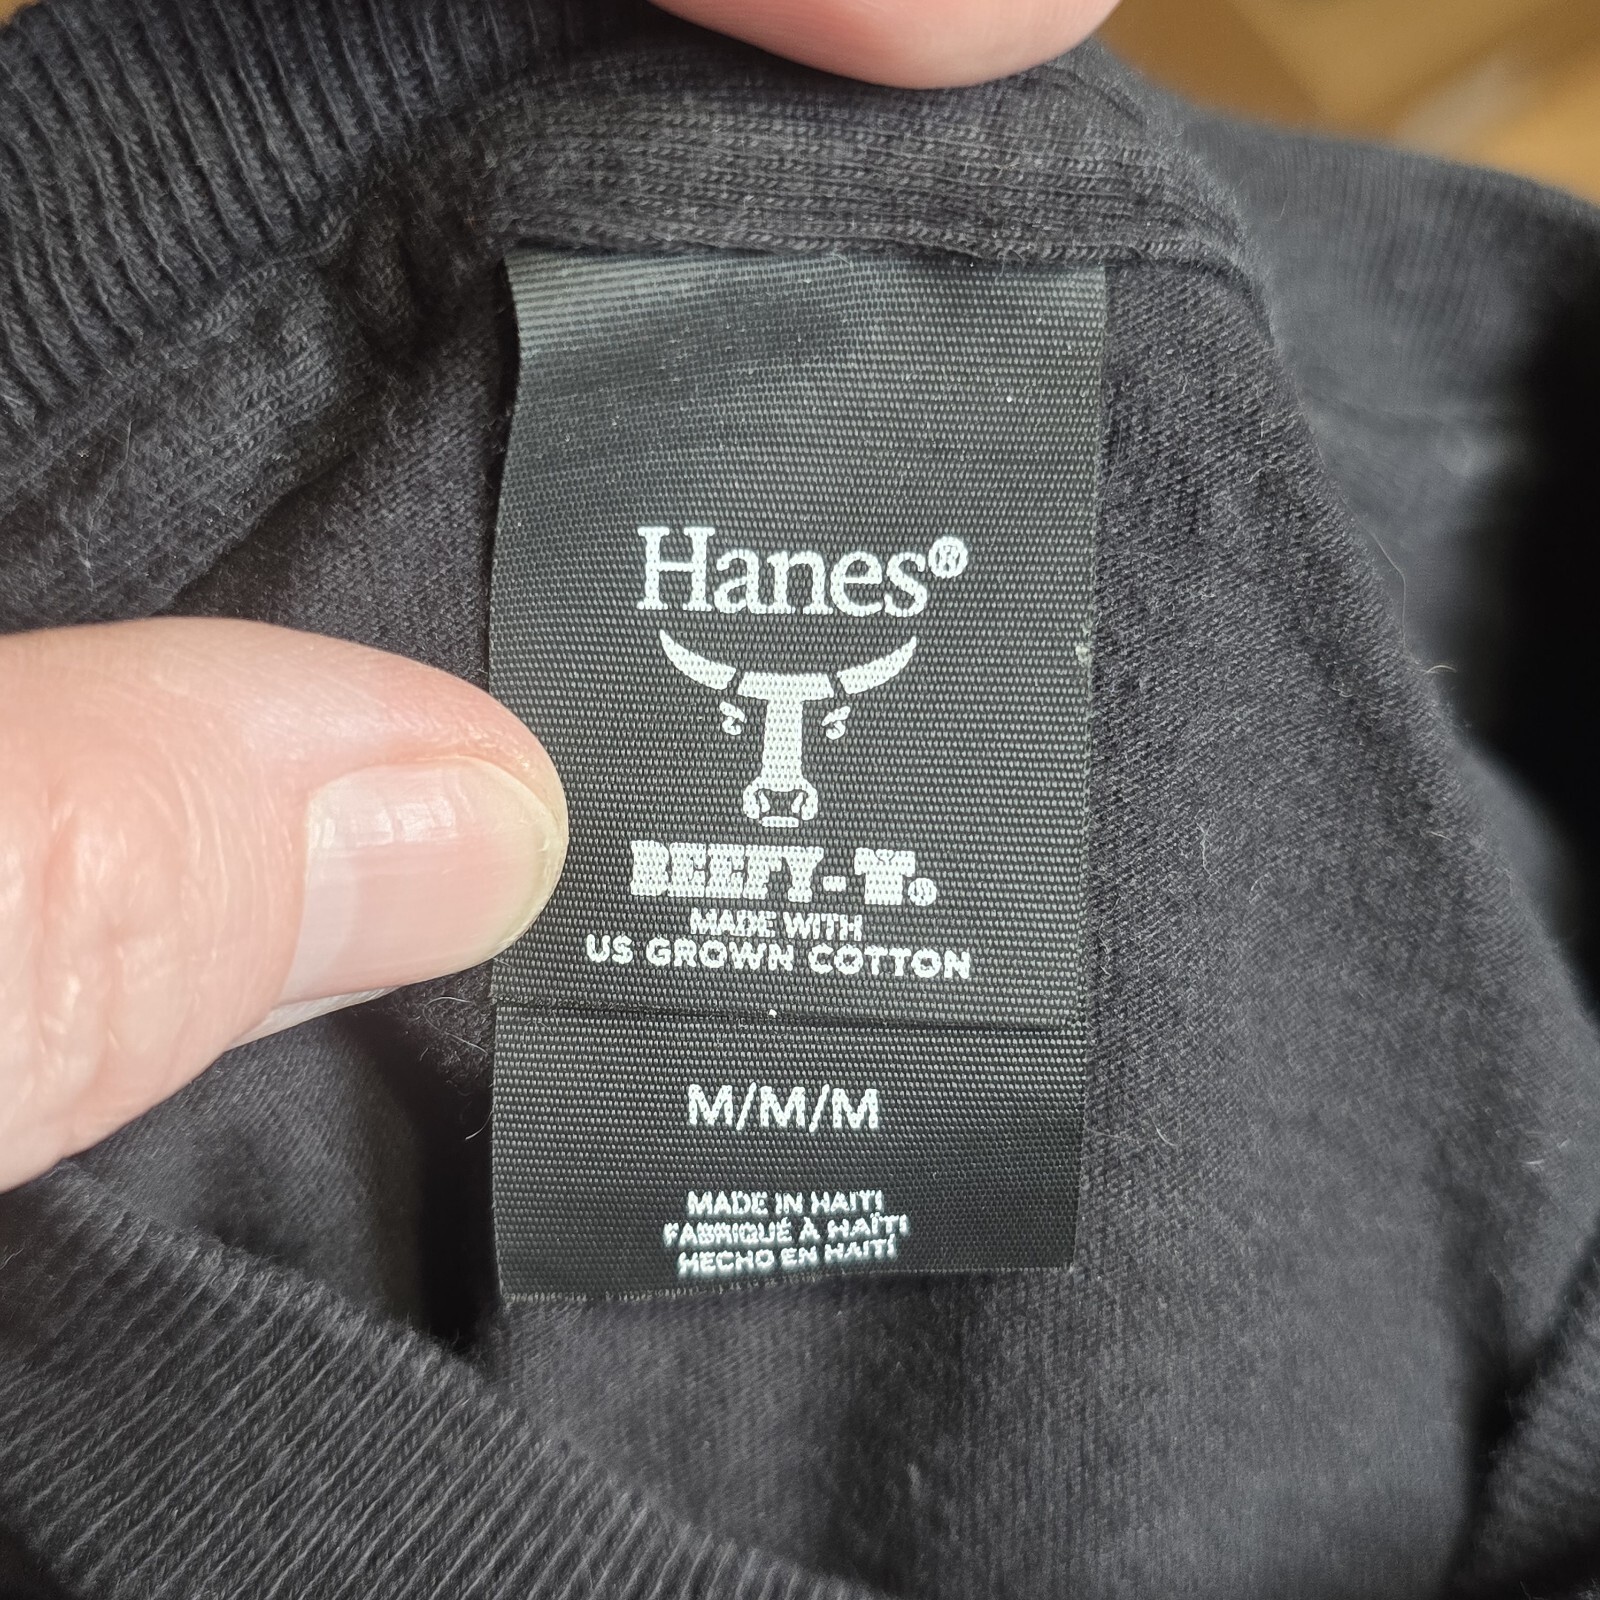 Hanes®
BEEFY-T®
MADE WITH
US GROWN COTTON
M/M/M
MADE IN HAITI
FABRIQUÉ À HAÏTI
HECHO EN HAITÍ